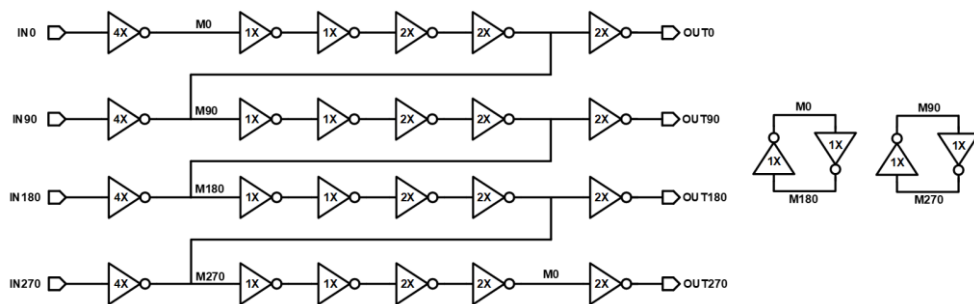 IN0 4X M0 1X 1X 2X 2X 2X OUT0
IN90 4X M90 1X 1X 2X 2X 2X OUT90
IN180 4X M180 1X 1X 2X 2X 2X OUT180
IN270 4X M270 1X 1X 2X 2X M0 2X OUT270
M0
1X 1X
M180
M90
1X 1X
M270